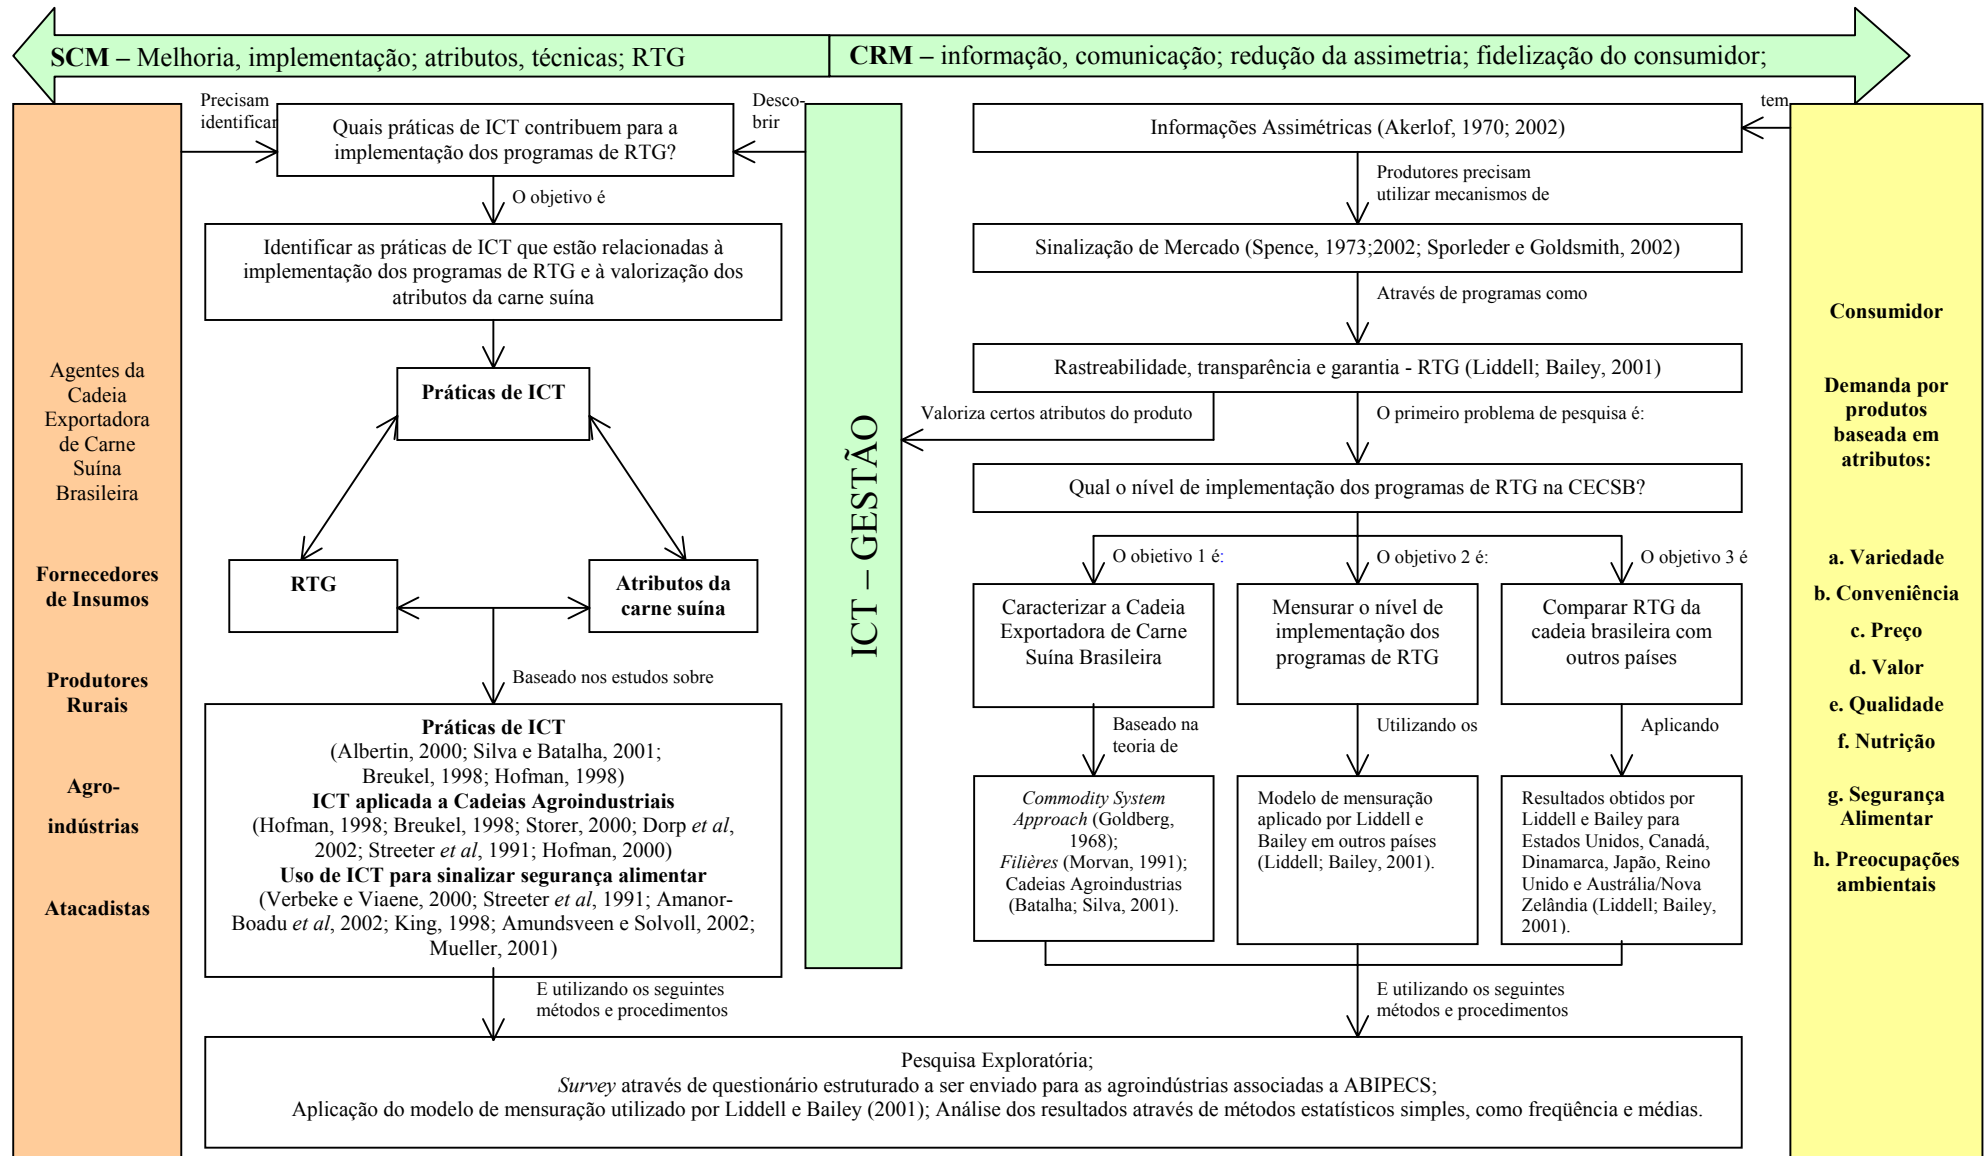 SCM – Melhoria, implementação; atributos, técnicas; RTG
CRM – informação, comunicação; redução da assimetria; fidelização do consumidor;
Agentes da
Cadeia
Exportadora
de Carne
Suína
Brasileira
Fornecedores
de Insumos
Produtores
Rurais
Agro-
indústrias
Atacadistas
Precisam
identificar
Quais práticas de ICT contribuem para a
implementação dos programas de RTG?
Desco-
brir
O objetivo é
Identificar as práticas de ICT que estão relacionadas à
implementação dos programas de RTG e à valorização dos
atributos da carne suína
Práticas de ICT
RTG
Atributos da
carne suína
Baseado nos estudos sobre
Práticas de ICT
(Albertin, 2000; Silva e Batalha, 2001;
Breukel, 1998; Hofman, 1998)
ICT aplicada a Cadeias Agroindustriais
(Hofman, 1998; Breukel, 1998; Storer, 2000; Dorp et al,
2002; Streeter et al, 1991; Hofman, 2000)
Uso de ICT para sinalizar segurança alimentar
(Verbeke e Viaene, 2000; Streeter et al, 1991; Amanor-
Boadu et al, 2002; King, 1998; Amundsveen e Solvoll, 2002;
Mueller, 2001)
E utilizando os seguintes
métodos e procedimentos
ICT – GESTÃO
Informações Assimétricas (Akerlof, 1970; 2002)
tem
Produtores precisam
utilizar mecanismos de
Sinalização de Mercado (Spence, 1973;2002; Sporleder e Goldsmith, 2002)
Através de programas como
Rastreabilidade, transparência e garantia - RTG (Liddell; Bailey, 2001)
Valoriza certos atributos do produto
O primeiro problema de pesquisa é:
Qual o nível de implementação dos programas de RTG na CECSB?
O objetivo 1 é:
O objetivo 2 é:
O objetivo 3 é
Caracterizar a Cadeia
Exportadora de Carne
Suína Brasileira
Mensurar o nível de
implementação dos
programas de RTG
Comparar RTG da
cadeia brasileira com
outros países
Baseado na
teoria de
Utilizando os
Aplicando
Commodity System
Approach (Goldberg,
1968);
Filières (Morvan, 1991);
Cadeias Agroindustrias
(Batalha; Silva, 2001).
Modelo de mensuração
aplicado por Liddell e
Bailey em outros países
(Liddell; Bailey, 2001).
Resultados obtidos por
Liddell e Bailey para
Estados Unidos, Canadá,
Dinamarca, Japão, Reino
Unido e Austrália/Nova
Zelândia (Liddell; Bailey,
2001).
E utilizando os seguintes
métodos e procedimentos
Consumidor
Demanda por
produtos
baseada em
atributos:
a. Variedade
b. Conveniência
c. Preço
d. Valor
e. Qualidade
f. Nutrição
g. Segurança
Alimentar
h. Preocupações
ambientais
Pesquisa Exploratória;
Survey através de questionário estruturado a ser enviado para as agroindústrias associadas a ABIPECS;
Aplicação do modelo de mensuração utilizado por Liddell e Bailey (2001); Análise dos resultados através de métodos estatísticos simples, como freqüência e médias.